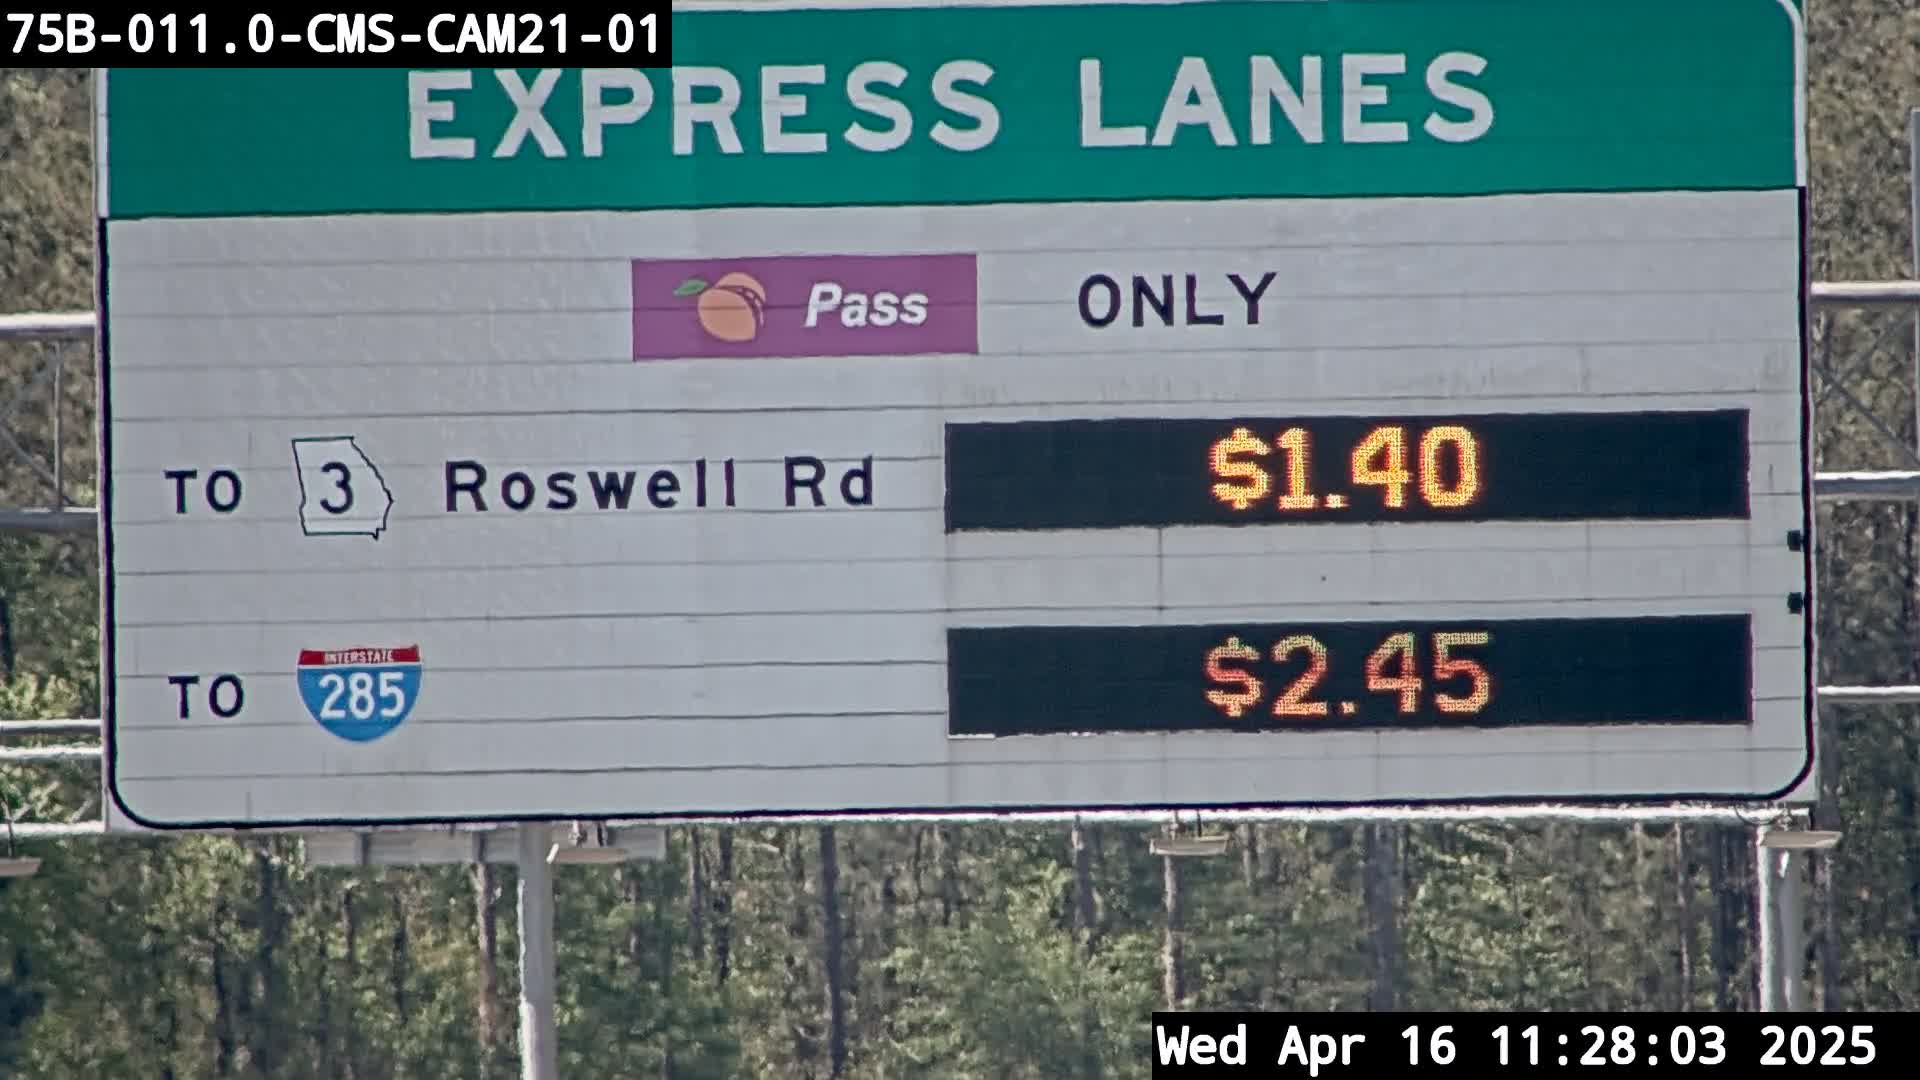 75B-011.0-CMS-CAM21-01
EXPRESS LANES
Pass ONLY
TO 3 Roswell Rd $1.40
INTERSTATE
TO 285 $2.45
Wed Apr 16 11:28:03 2025